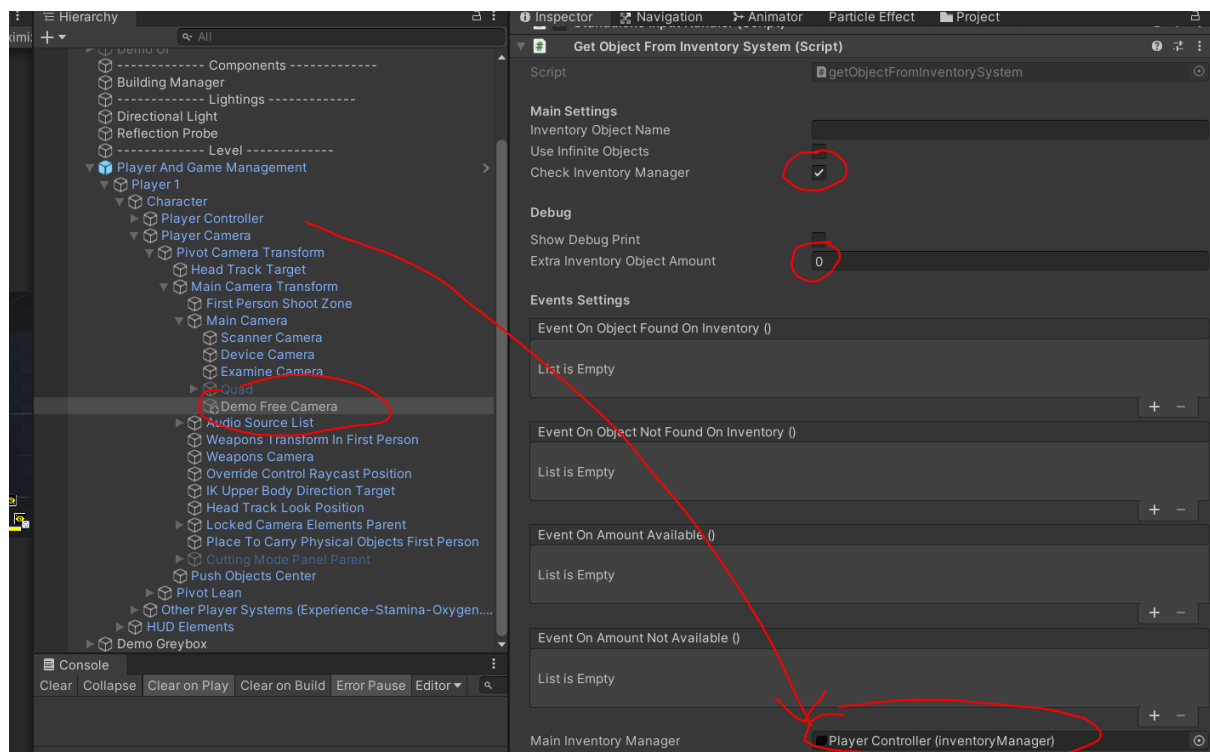 Hierarchy
Inspector Navigation Animator Particle Effect Project
All
Demo UI
------------- Components -------------
Building Manager
------------- Lightings -------------
Directional Light
Reflection Probe
------------- Level -------------
Player And Game Management
Player 1
Character
Player Controller
Player Camera
Pivot Camera Transform
Head Track Target
Main Camera Transform
First Person Shoot Zone
Main Camera
Scanner Camera
Device Camera
Examine Camera
Quad
Demo Free Camera
Audio Source List
Weapons Transform In First Person
Weapons Camera
Override Control Raycast Position
IK Upper Body Direction Target
Head Track Look Position
Locked Camera Elements Parent
Place To Carry Physical Objects First Person
Cutting Mode Panel Parent
Push Objects Center
Pivot Lean
Other Player Systems (Experience-Stamina-Oxygen....
HUD Elements
Demo Greybox
Console
Clear Collapse Clear on Play Clear on Build Error Pause Editor
Get Object From Inventory System (Script)
Script getObjectFromInventorySystem
Main Settings
Inventory Object Name
Use Infinite Objects
Check Inventory Manager
Debug
Show Debug Print
Extra Inventory Object Amount 0
Events Settings
Event On Object Found On Inventory ()
List is Empty
+ -
Event On Object Not Found On Inventory ()
List is Empty
+ -
Event On Amount Available ()
List is Empty
+ -
Event On Amount Not Available ()
List is Empty
+ -
Main Inventory Manager Player Controller (inventoryManager)